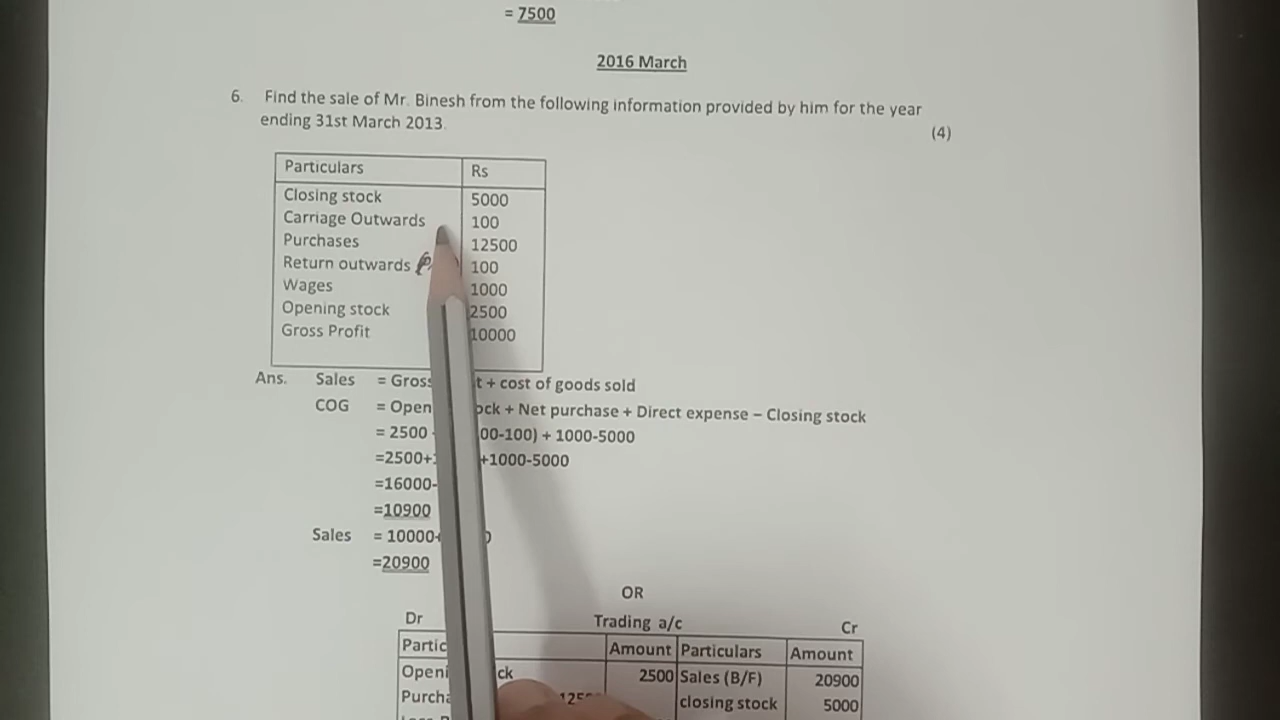 = 7500
2016 March
6. Find the sale of Mr. Binesh from the following information provided by him for the year
ending 31st March 2013.
(4)
Particulars Rs
Closing stock 5000
Carriage Outwards 100
Purchases 12500
Return outwards 100
Wages 1000
Opening stock 2500
Gross Profit 10000
Ans. Sales = Gross t + cost of goods sold
COG = Open ock + Net purchase + Direct expense – Closing stock
= 2500 00-100) + 1000-5000
=2500+ +1000-5000
=16000-
=10900
Sales = 10000
=20900
OR
Dr Trading a/c Cr
Partic Amount Particulars Amount
Openi ck 2500 Sales (B/F) 20900
Purcha closing stock 5000